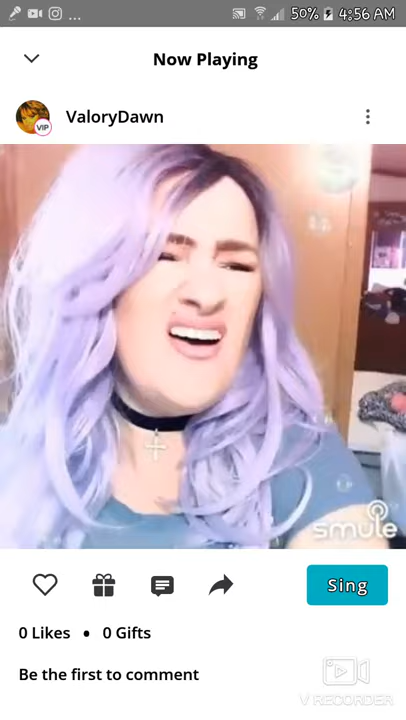 ... 50% 4:56 AM
Now Playing
ValoryDawn
VIP
smule
Sing
0 Likes • 0 Gifts
Be the first to comment
V RECORDER